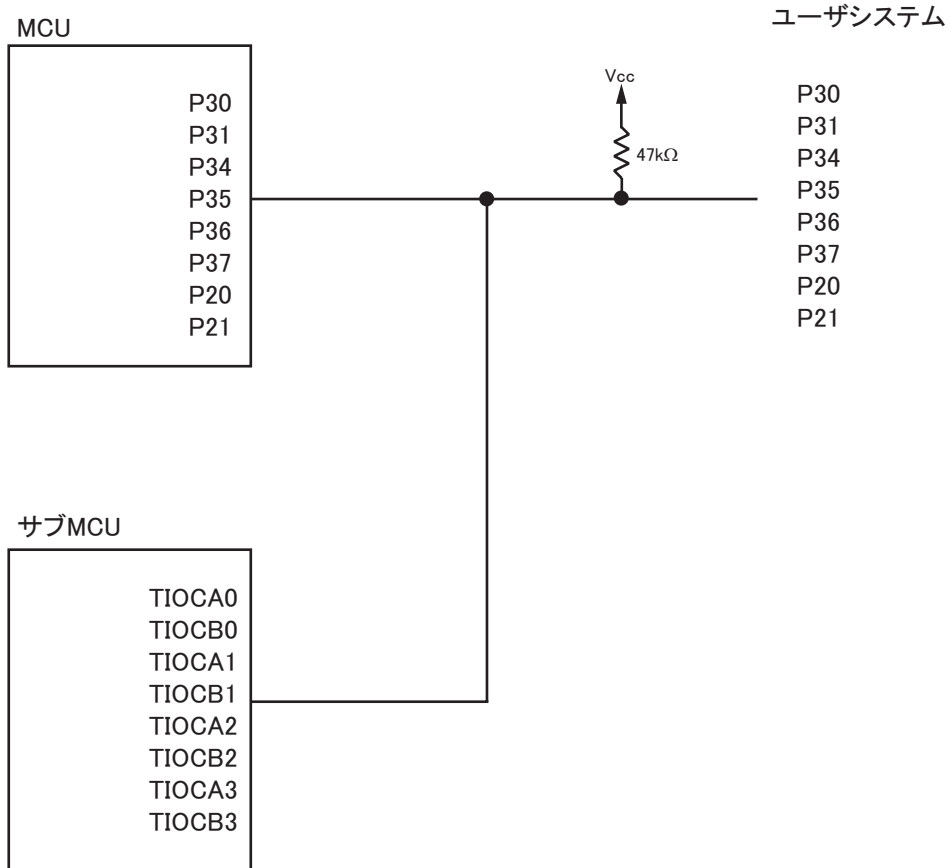 ユーザシステム
MCU
P30
P31
P34
P35
P36
P37
P20
P21
Vcc
47kΩ
P30
P31
P34
P35
P36
P37
P20
P21
サブMCU
TIOCA0
TIOCB0
TIOCA1
TIOCB1
TIOCA2
TIOCB2
TIOCA3
TIOCB3